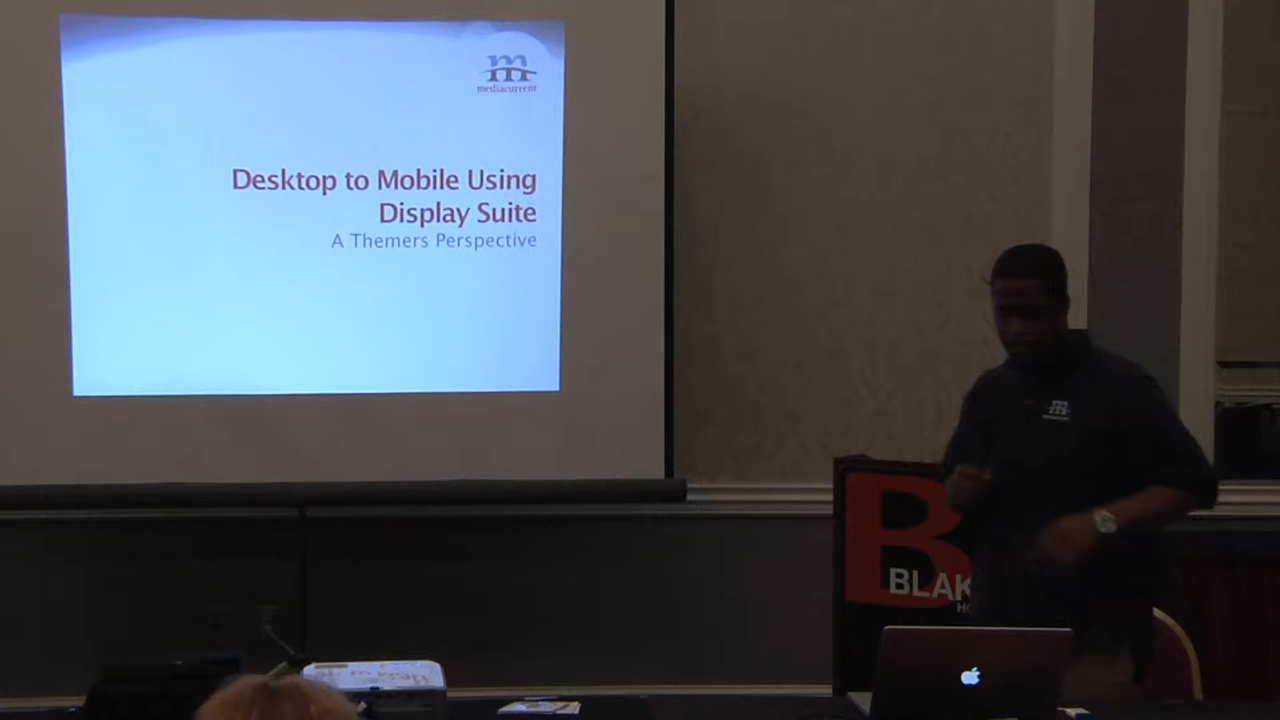 mediacurrent
Desktop to Mobile Using
Display Suite
A Themers Perspective
B
BLAK